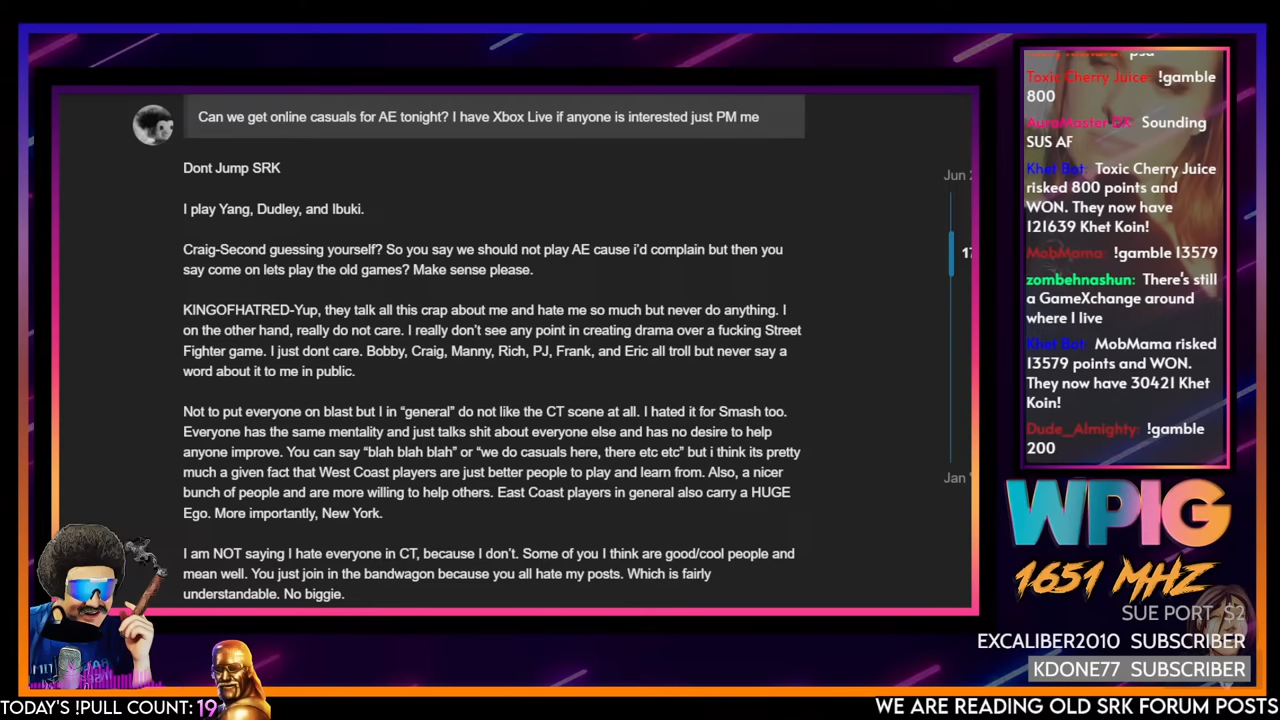 Can we get online casuals for AE tonight? I have Xbox Live if anyone is interested just PM me
Dont Jump SRK
I play Yang, Dudley, and Ibuki.
Craig-Second guessing yourself? So you say we should not play AE cause i'd complain but then you
say come on lets play the old games? Make sense please.
KINGOFHATRED-Yup, they talk all this crap about me and hate me so much but never do anything. I
on the other hand, really do not care. I really don't see any point in creating drama over a fucking Street
Fighter game. I just dont care. Bobby, Craig, Manny, Rich, PJ, Frank, and Eric all troll but never say a
word about it to me in public.
Not to put everyone on blast but I in “general” do not like the CT scene at all. I hated it for Smash too.
Everyone has the same mentality and just talks shit about everyone else and has no desire to help
anyone improve. You can say “blah blah blah” or “we do casuals here, there etc etc” but i think its pretty
much a given fact that West Coast players are just better people to play and learn from. Also, a nicer
bunch of people and are more willing to help others. East Coast players in general also carry a HUGE
Ego. More importantly, New York.
I am NOT saying I hate everyone in CT, because I don't. Some of you I think are good/cool people and
mean well. You just join in the bandwagon because you all hate my posts. Which is fairly
understandable. No biggie.
Jun
17
Jan
Toxic Cherry Juice: !gamble
800
AuraMaster DX: Sounding
SUS AF
Khet Bot: Toxic Cherry Juice
risked 800 points and
WON. They now have
121639 Khet Koin!
MobMama: !gamble 13579
zombehnashun: There's still
a GameXchange around
where I live
Khet Bot: MobMama risked
13579 points and WON.
They now have 30421 Khet
Koin!
Dude_Almighty: !gamble
200
WPIG
1651 MHZ
SUE PORT $2
EXCALIBER2010 SUBSCRIBER
KDONE77 SUBSCRIBER
TODAY'S !PULL COUNT: 19
WE ARE READING OLD SRK FORUM POSTS